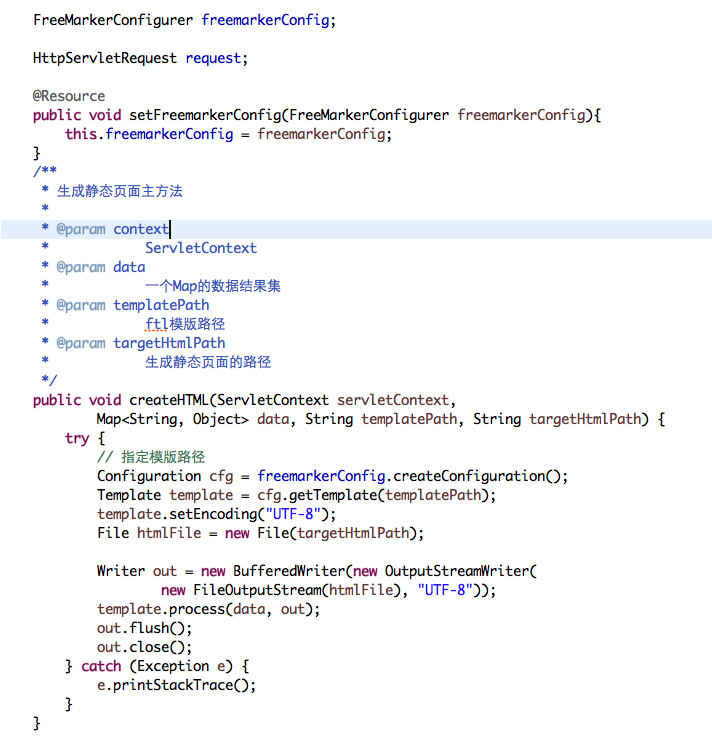 FreeMarkerConfigurer freemarkerConfig;

HttpServletRequest request;

@Resource
public void setFreemarkerConfig(FreeMarkerConfigurer freemarkerConfig){
    this.freemarkerConfig = freemarkerConfig;
}
/**
 * 生成静态页面主方法
 *
 * @param context
 *            ServletContext
 * @param data
 *            一个Map的数据结果集
 * @param templatePath
 *            ftl模版路径
 * @param targetHtmlPath
 *            生成静态页面的路径
 */
public void createHTML(ServletContext servletContext,
        Map<String, Object> data, String templatePath, String targetHtmlPath) {
    try {
        // 指定模版路径
        Configuration cfg = freemarkerConfig.createConfiguration();
        Template template = cfg.getTemplate(templatePath);
        template.setEncoding("UTF-8");
        File htmlFile = new File(targetHtmlPath);

        Writer out = new BufferedWriter(new OutputStreamWriter(
                new FileOutputStream(htmlFile), "UTF-8"));
        template.process(data, out);
        out.flush();
        out.close();
    } catch (Exception e) {
        e.printStackTrace();
    }
}